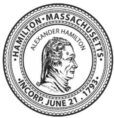 HAMILTON, MASSACHUSETTS
ALEXANDER HAMILTON
INCORP. JUNE 21 1793